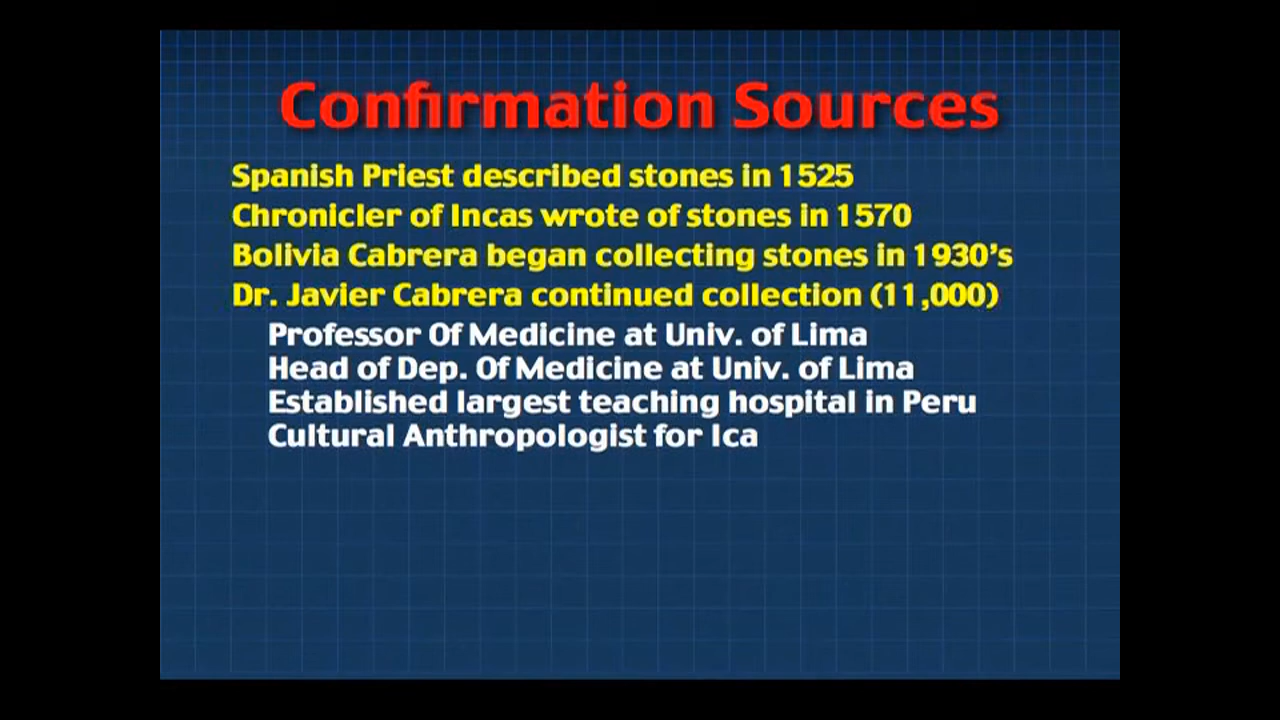 Confirmation Sources
Spanish Priest described stones in 1525
Chronicler of Incas wrote of stones in 1570
Bolivia Cabrera began collecting stones in 1930's
Dr. Javier Cabrera continued collection (11,000)
Professor Of Medicine at Univ. of Lima
Head of Dep. Of Medicine at Univ. of Lima
Established largest teaching hospital in Peru
Cultural Anthropologist for Ica